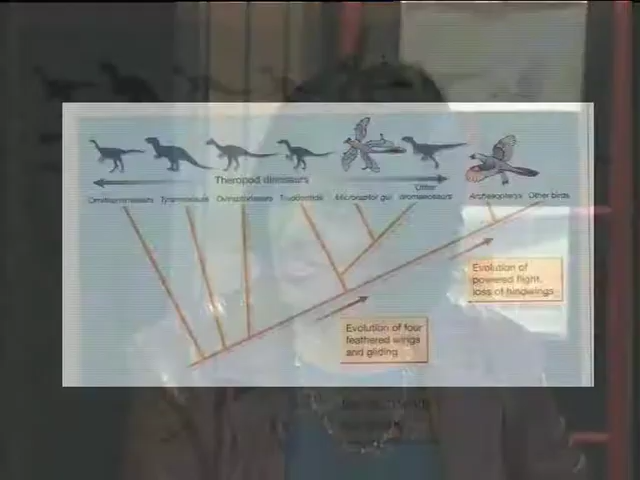 Theropod dinosaurs
Ornithomimosaurs Tyrannosaurs Oviraptorosaurs Troodontids Microraptor gui Other dromaeosaurs Archaeopteryx Other birds
Evolution of
powered flight,
loss of hindwings
Evolution of four
feathered wings
and gliding